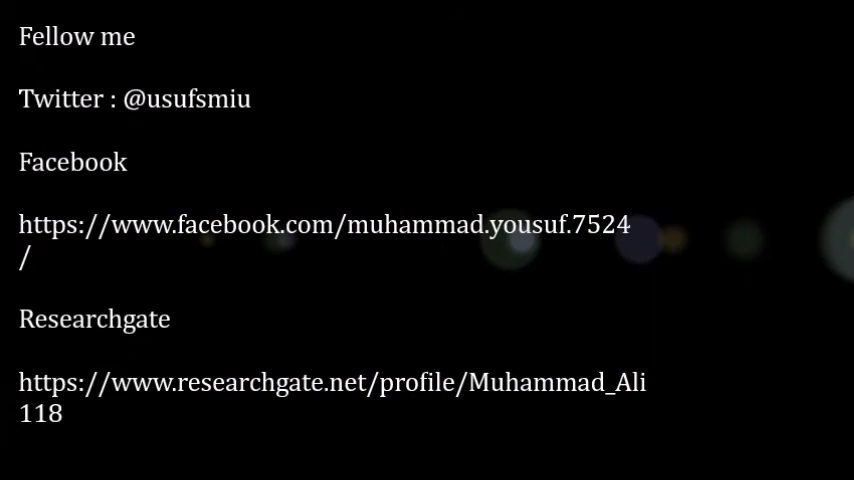 Fellow me
Twitter : @usufsmiu
Facebook
https://www.facebook.com/muhammad.yousuf.7524
/
Researchgate
https://www.researchgate.net/profile/Muhammad_Ali
118